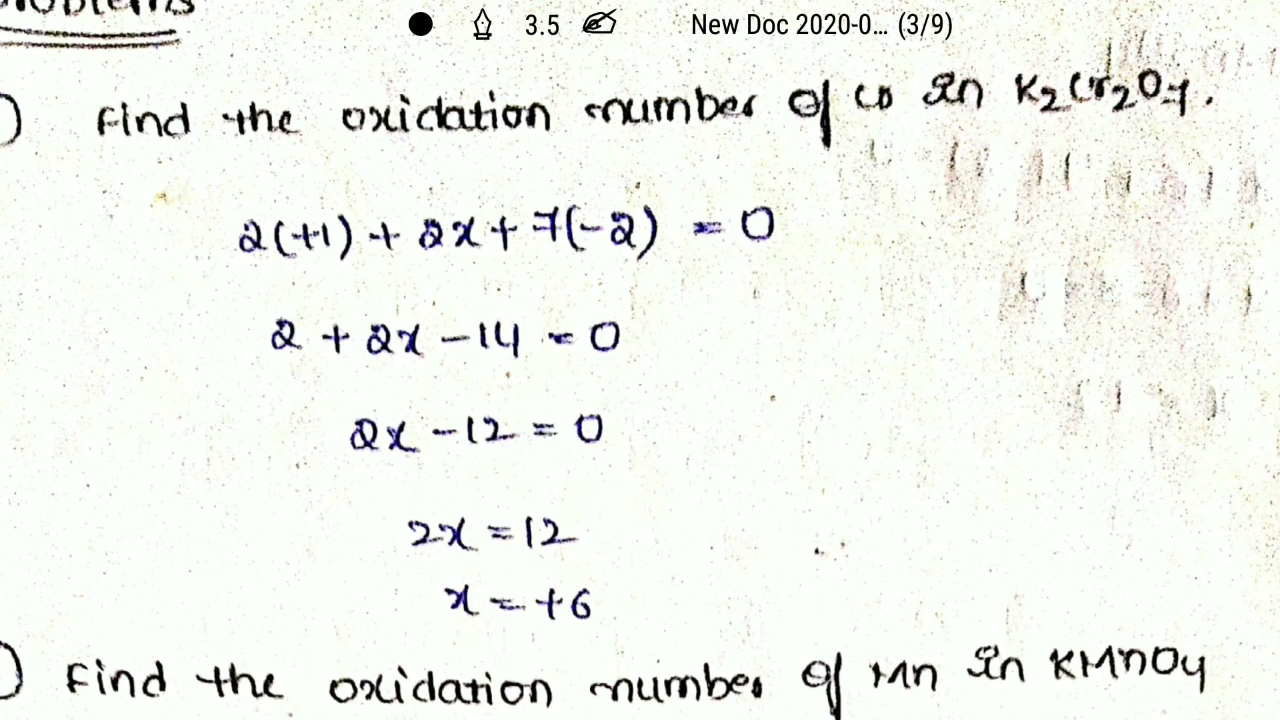 Problems
● 3.5 New Doc 2020-0... (3/9)
) Find the oxidation number of Cr in K₂Cr₂O₇.
2(+1) + 2x + 7(-2) = 0
2 + 2x - 14 = 0
2x - 12 = 0
2x = 12
x = +6
) Find the oxidation number of Mn in KMnO4